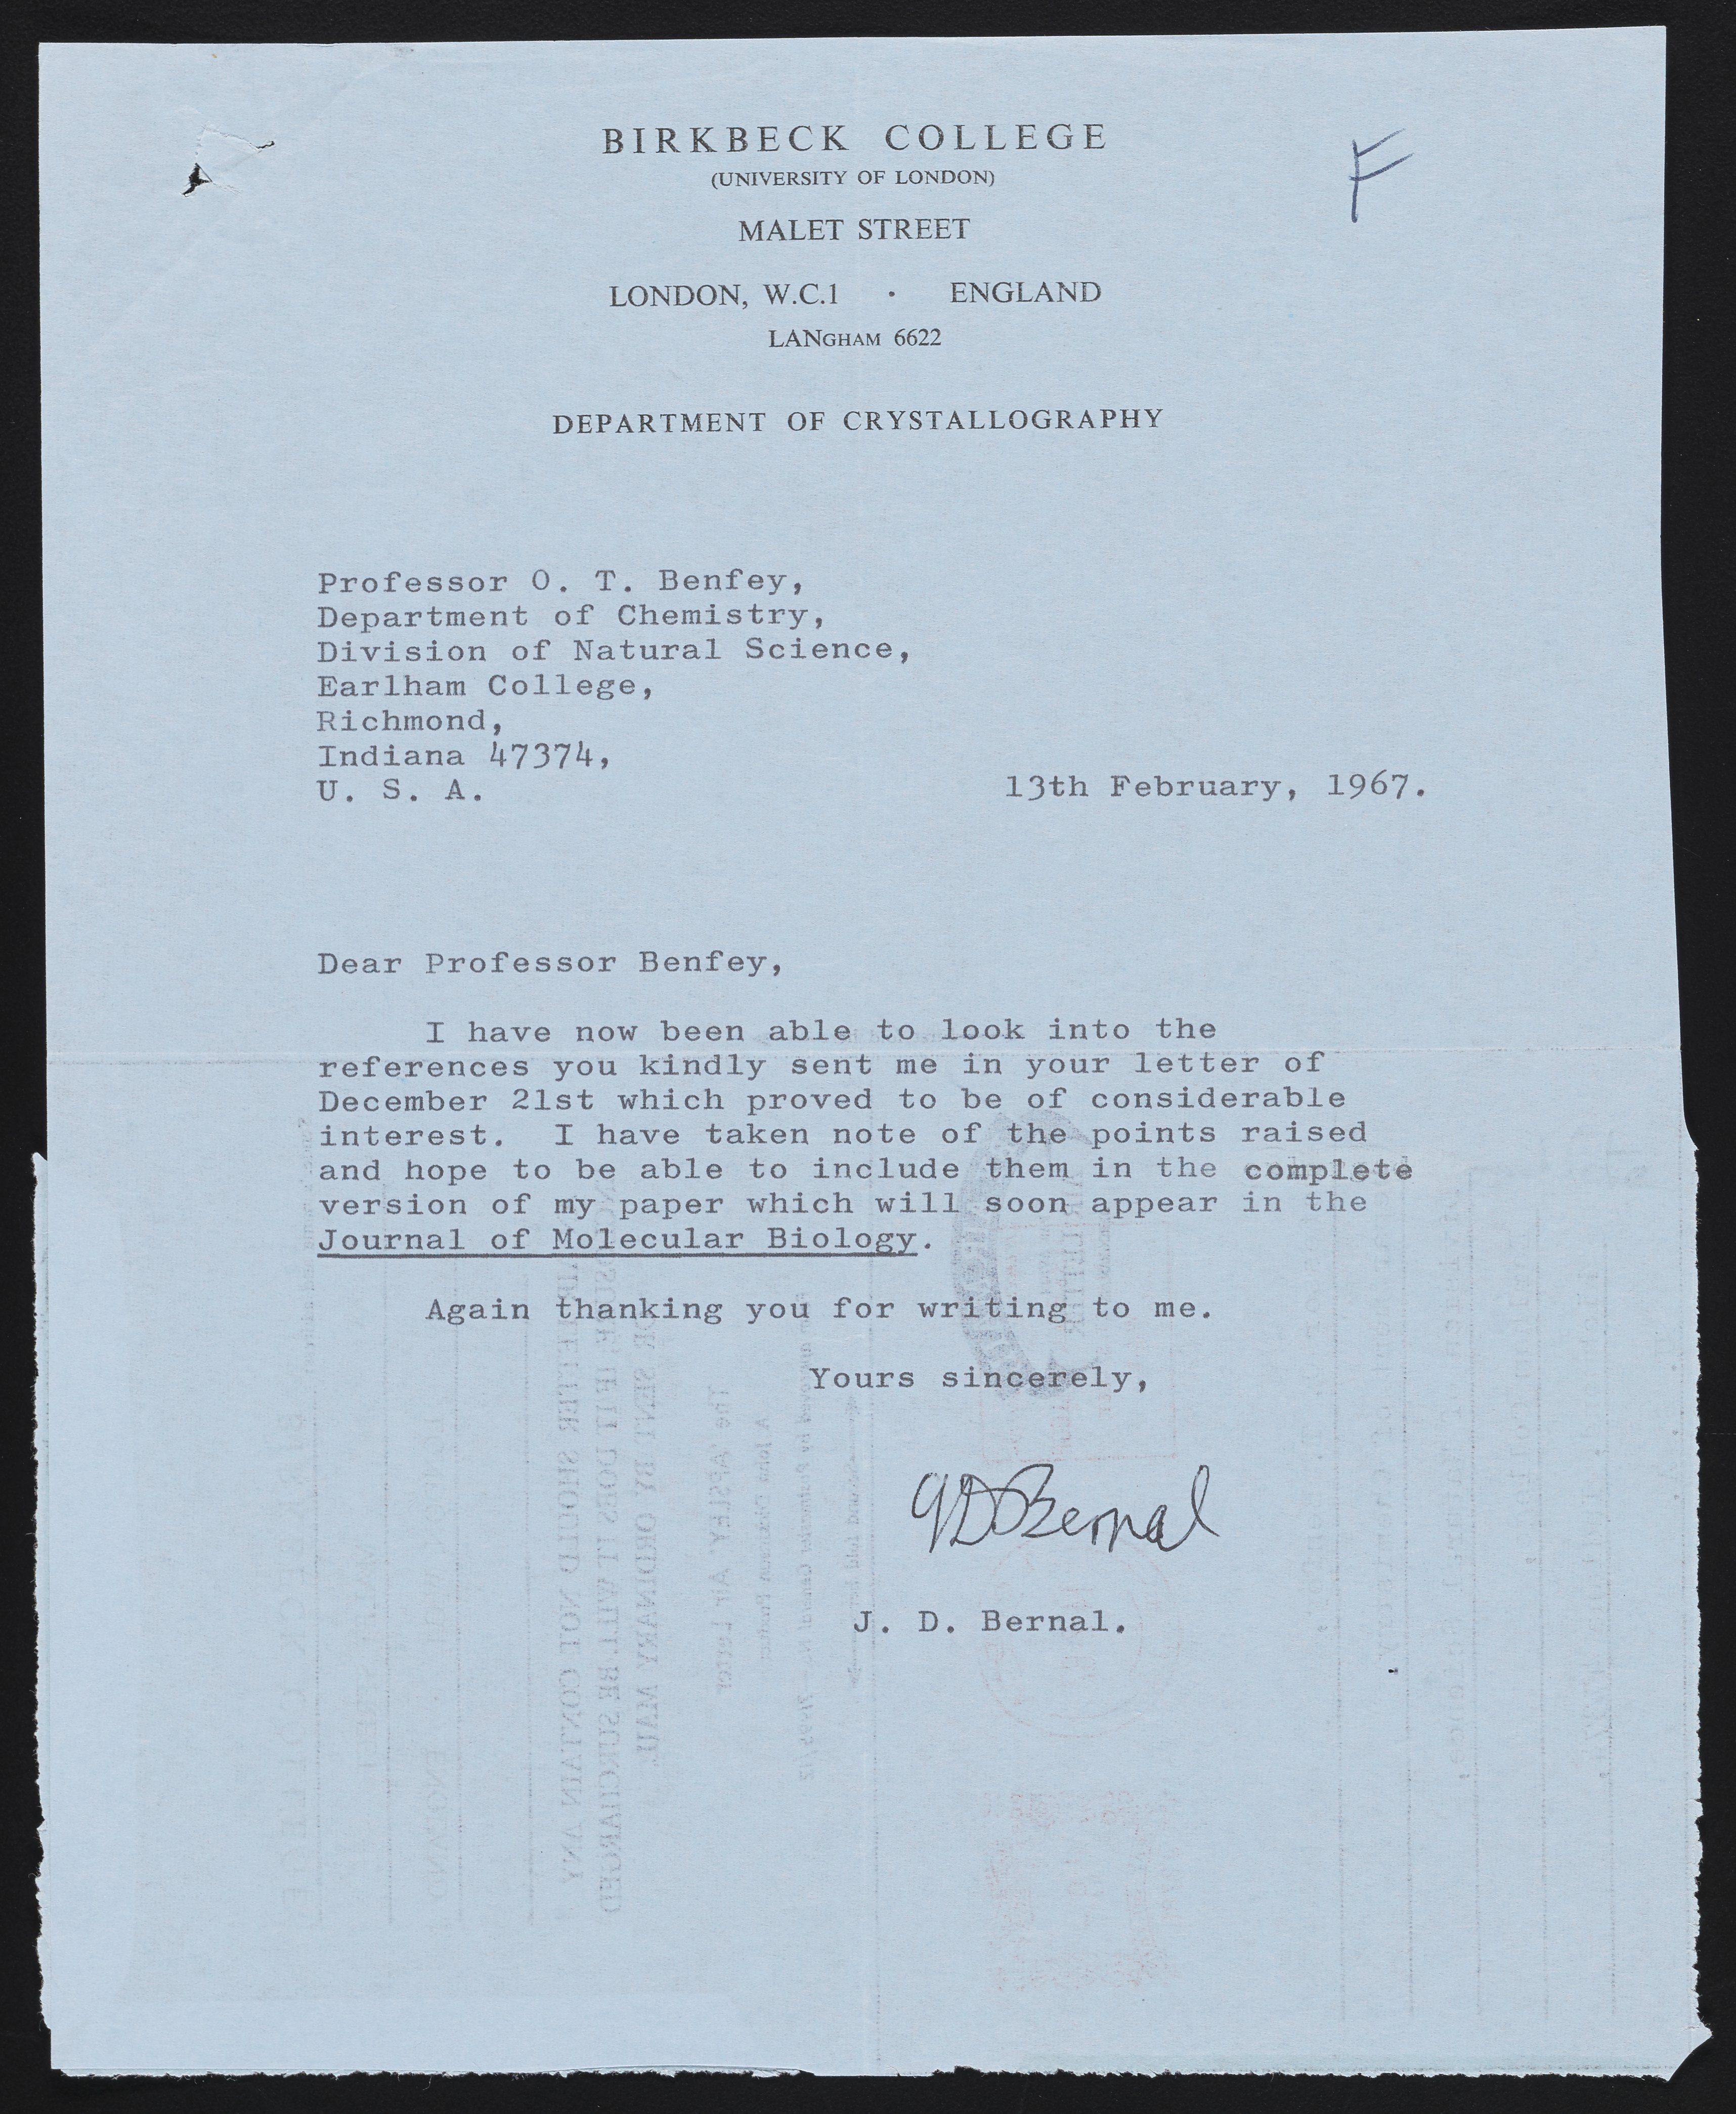 BIRKBECK COLLEGE
(UNIVERSITY OF LONDON)
MALET STREET
LONDON, W.C.1 · ENGLAND
LANGHAM 6622
F
DEPARTMENT OF CRYSTALLOGRAPHY
Professor O. T. Benfey,
Department of Chemistry,
Division of Natural Science,
Earlham College,
Richmond,
Indiana 47374,
U. S. A.
13th February, 1967.
Dear Professor Benfey,
I have now been able to look into the
references you kindly sent me in your letter of
December 21st which proved to be of considerable
interest. I have taken note of the points raised
and hope to be able to include them in the complete
version of my paper which will soon appear in the
Journal of Molecular Biology.
Again thanking you for writing to me.
Yours sincerely,
JDBernal
J. D. Bernal.